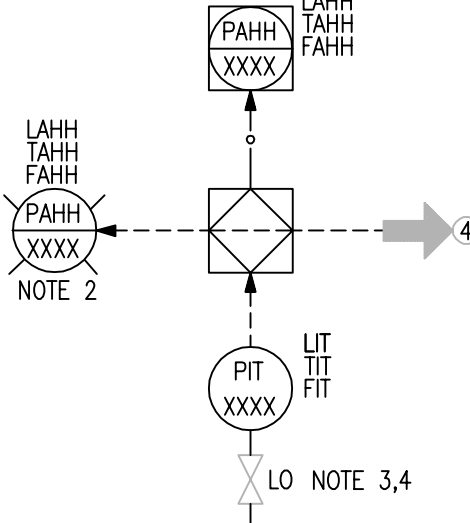 LAHH
TAHH
FAHH
PAHH
XXXX
LAHH
TAHH
FAHH
PAHH
XXXX
NOTE 2
4
LIT
TIT
FIT
PIT
XXXX
LO NOTE 3,4